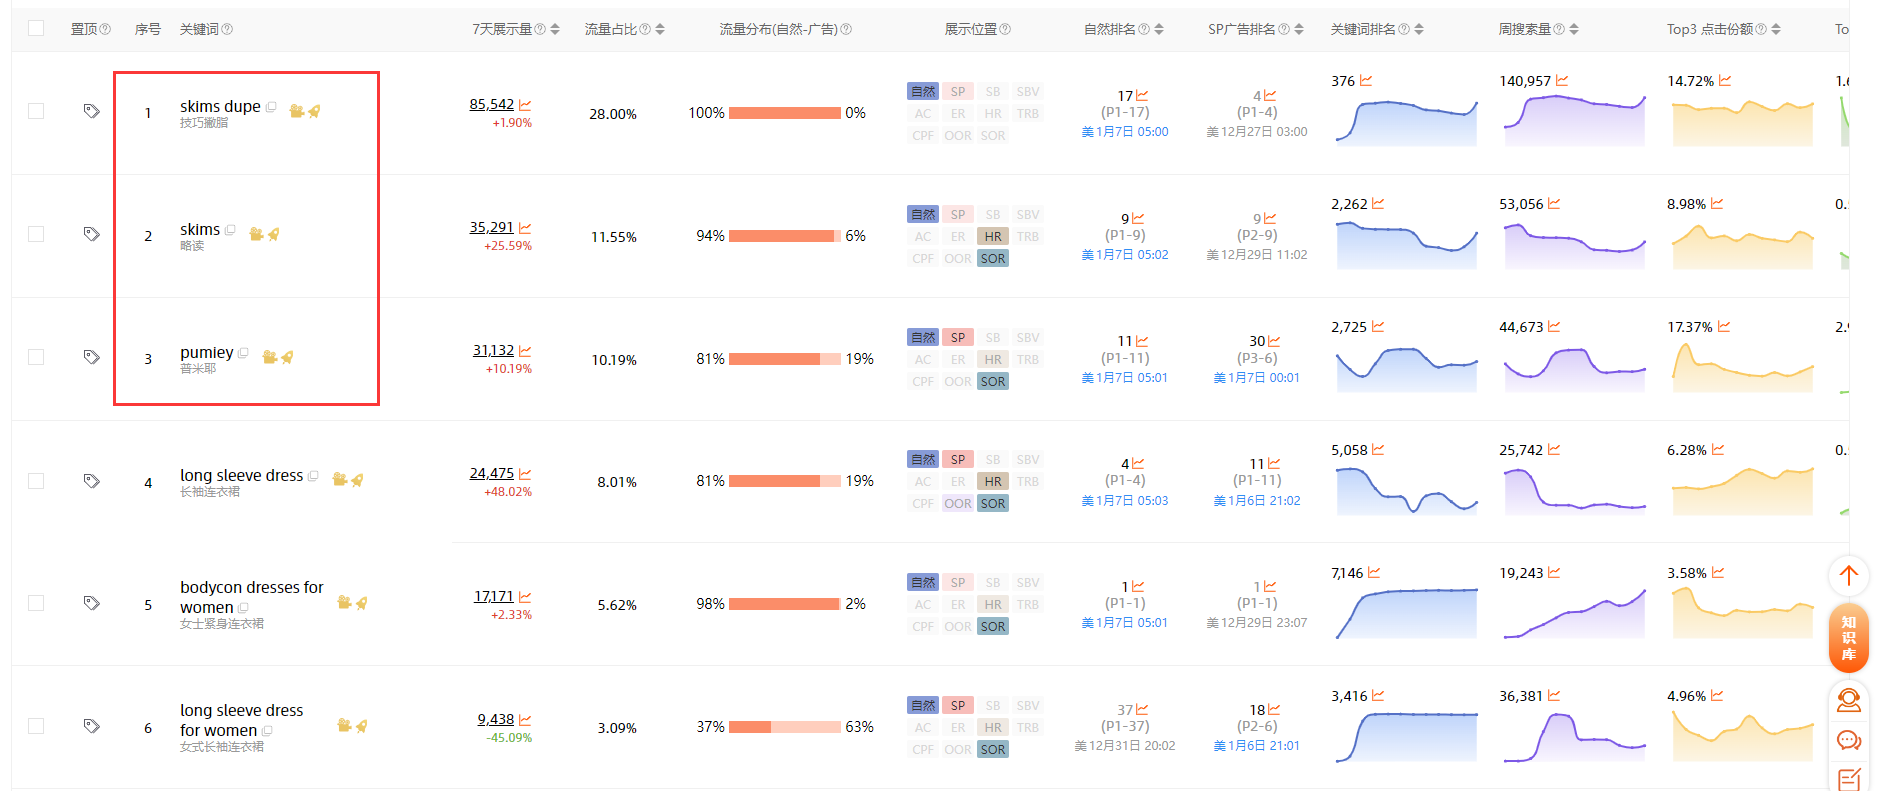 置顶 序号 关键词 7天展示量 流量占比 流量分布(自然-广告) 展示位置 自然排名 SP广告排名 关键词排名 周搜索量 Top3 点击份额 To
1 skims dupe 85,542 28.00% 100% 0% 自然 SP SB SBV 17 4 376 140,957 14.72% 1.6
技巧撇脂 +1.90% AC ER HR TRB (P1-17) (P1-4)
CPF OOR SOR 美1月7日 05:00 美12月27日 03:00
2 skims 35,291 11.55% 94% 6% 自然 SP SB SBV 9 9 2,262 53,056 8.98%
略读 +25.59% AC ER HR TRB (P1-9) (P2-9)
CPF OOR SOR 美1月7日 05:02 美12月29日 11:02
3 pumiey 31,132 10.19% 81% 19% 自然 SP SB SBV 11 30 2,725 44,673 17.37%
普米耶 +10.19% AC ER HR TRB (P1-11) (P3-6)
CPF OOR SOR 美1月7日 05:01 美1月7日 00:01
4 long sleeve dress 24,475 8.01% 81% 19% 自然 SP SB SBV 4 11 5,058 25,742 6.28%
长袖连衣裙 +48.02% AC ER HR TRB (P1-4) (P1-11)
CPF OOR SOR 美1月7日 05:03 美1月6日 21:02
5 bodycon dresses for 17,171 5.62% 98% 2% 自然 SP SB SBV 1 1 7,146 19,243 3.58%
women +2.33% AC ER HR TRB (P1-1) (P1-1)
女士紧身连衣裙 CPF OOR SOR 美1月7日 05:01 美12月29日 23:07
6 long sleeve dress 9,438 3.09% 37% 63% 自然 SP SB SBV 37 18 3,416 36,381 4.96%
for women -45.09% AC ER HR TRB (P1-37) (P2-6)
女式长袖连衣裙 CPF OOR SOR 美12月31日 20:02 美1月6日 21:01
知
识
库